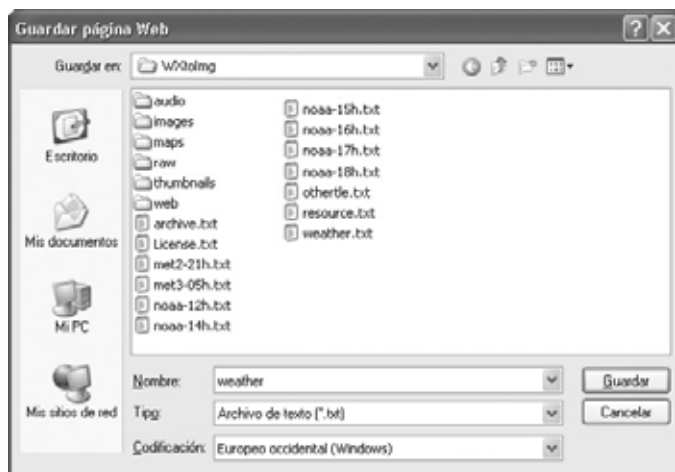 Guardar página Web
Guardar en: WXtoImg
Escritorio
Mis documentos
Mi PC
Mis sitios de red
audio
images
maps
raw
thumbnails
web
archive.txt
License.txt
met2-21h.txt
met3-05h.txt
noaa-12h.txt
noaa-14h.txt
noaa-15h.txt
noaa-16h.txt
noaa-17h.txt
noaa-18h.txt
othertle.txt
resource.txt
weather.txt
Nombre: weather
Guardar
Tipo: Archivo de texto (*.txt)
Cancelar
Codificación: Europeo occidental (Windows)